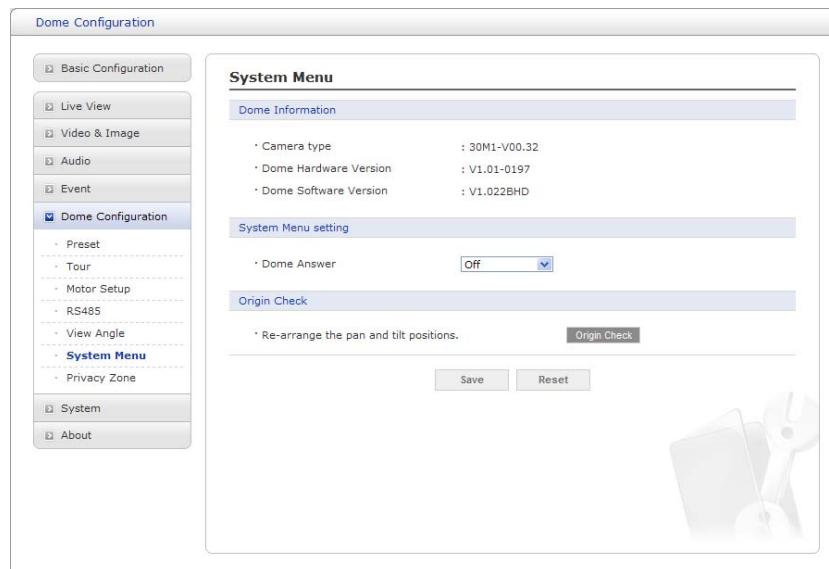 Dome Configuration
Basic Configuration
Live View
Video & Image
Audio
Event
Dome Configuration
· Preset
· Tour
· Motor Setup
· RS485
· View Angle
· System Menu
· Privacy Zone
System
About
System Menu
Dome Information
· Camera type : 30M1-V00.32
· Dome Hardware Version : V1.01-0197
· Dome Software Version : V1.022BHD
System Menu setting
· Dome Answer Off
Origin Check
· Re-arrange the pan and tilt positions. Origin Check
Save Reset